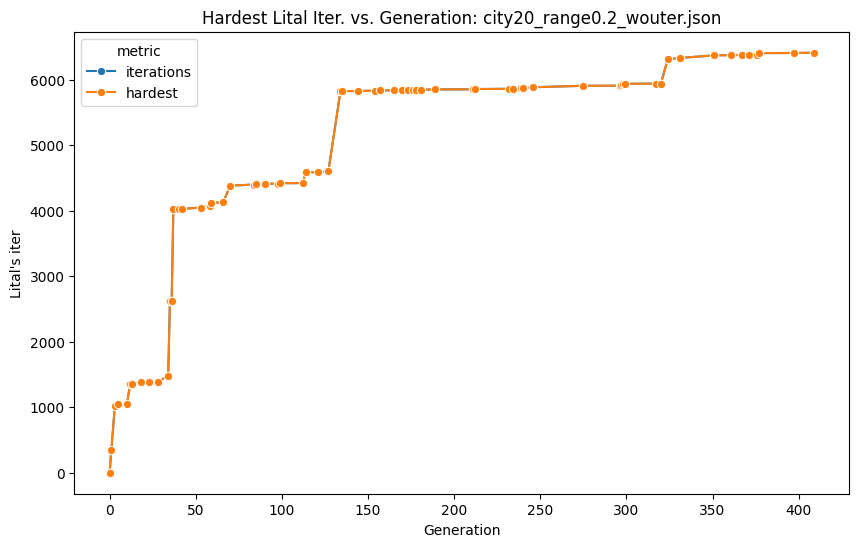 Hardest Lital Iter. vs. Generation: city20_range0.2_wouter.json
metric
iterations
hardest
6000
5000
4000
3000
2000
1000
0
Lital's iter
0 50 100 150 200 250 300 350 400
Generation